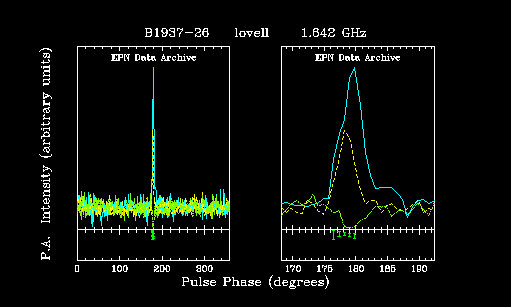 B1937-26 lovell 1.642 GHz
EPN Data Archive EPN Data Archive
P.A. Intensity (arbitrary units)
0 100 200 300 170 175 180 185 190
Pulse Phase (degrees)